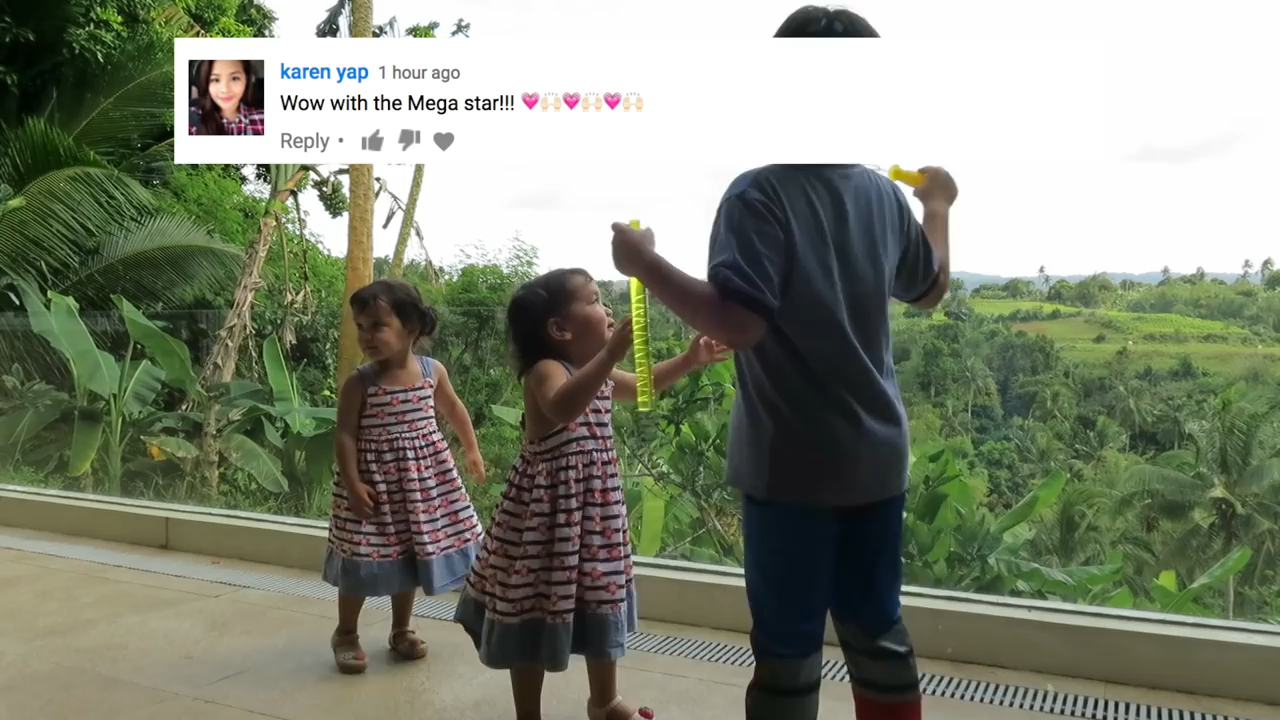 karen yap 1 hour ago
Wow with the Mega star!!! 💗🙌🏻💗🙌🏻💗🙌🏻
Reply •